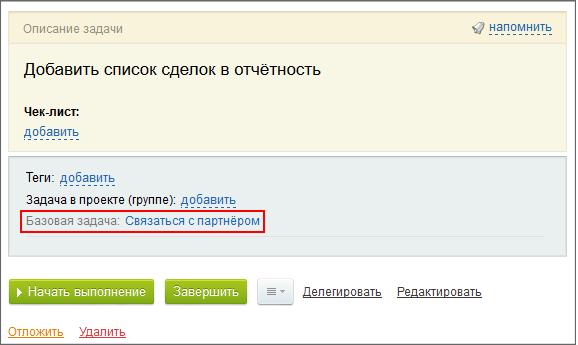 Описание задачи
напомнить
Добавить список сделок в отчётность
Чек-лист:
добавить
Теги: добавить
Задача в проекте (группе): добавить
Базовая задача: Связаться с партнёром
Начать выполнение Завершить Делегировать Редактировать
Отложить Удалить